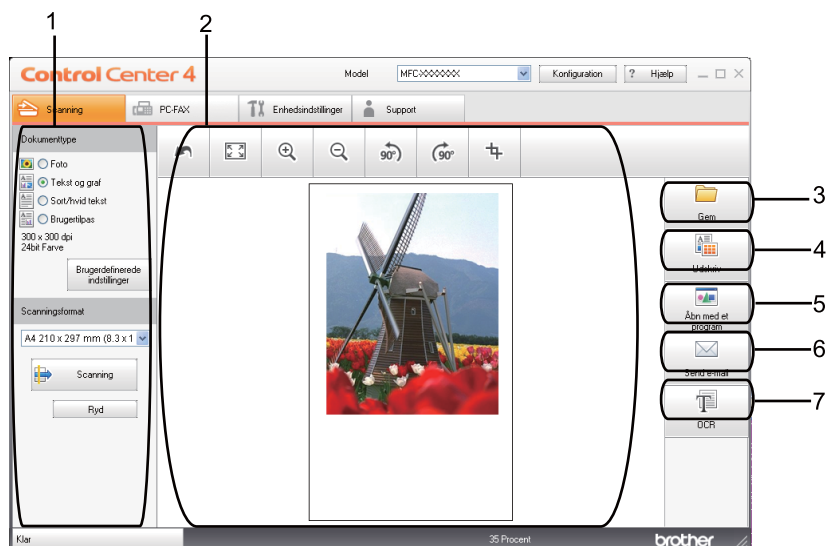 1
2
Control Center 4
Model
MFC-XXXXXX
Konfiguration
? Hjælp
Scanning
PC-FAX
Enhedsindstillinger
Support
Dokumenttype
Foto
Tekst og graf
Sort/hvid tekst
Brugertilpas
300 x 300 dpi
24bit Farve
Brugerdefinerede
indstillinger
Scanningsformat
A4 210 x 297 mm (8.3 x 1
Scanning
Ryd
90°
90°
Gem
3
Udskriv
4
Åbn med et
program
5
Send e-mail
6
OCR
7
Klar
35 Procent
brother